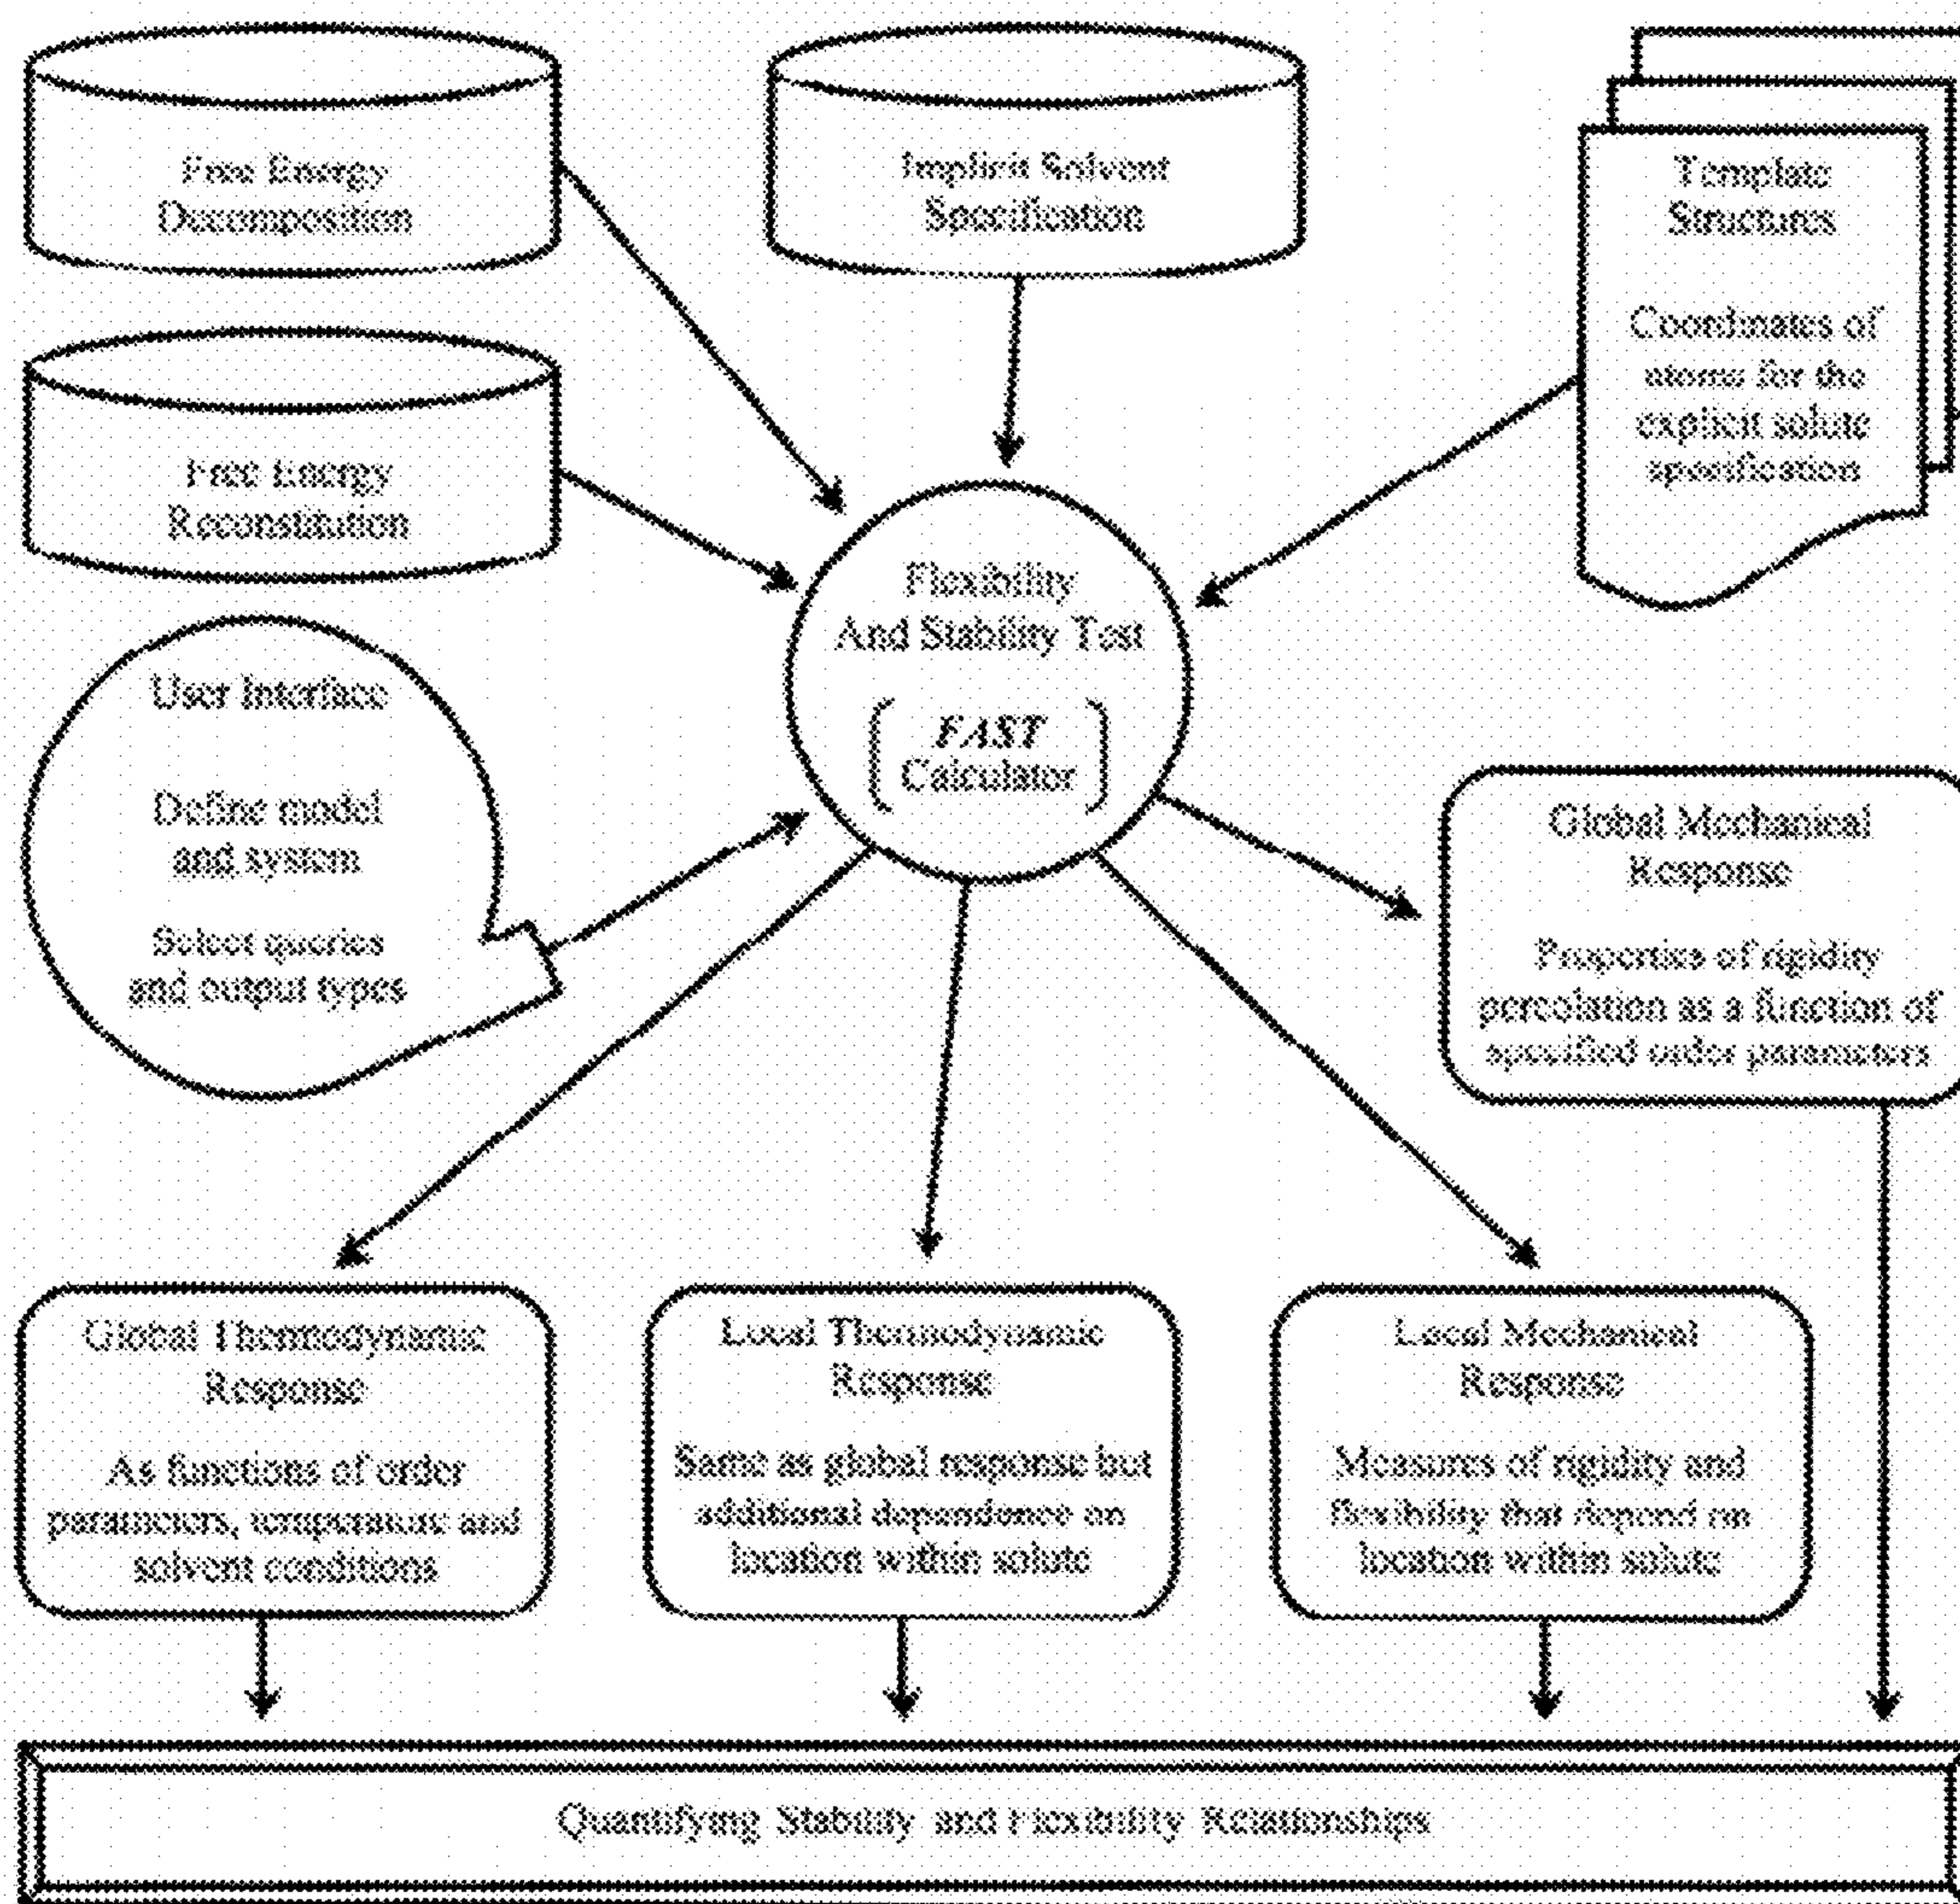 Free Energy
Decomposition
Implicit Solvent
Specification
Template
Structures
Coordinates of
atoms for the
explicit solute
specification
Free Energy
Reconstitution
Flexibility
And Stability Test
FAST
Calculator
User Interface
Define model
and system
Select queries
and output types
Global Mechanical
Response
Properties of rigidity
percolation as a function of
specified order parameters
Global Thermodynamic
Response
As functions of order
parameters, temperature and
solvent conditions
Local Thermodynamic
Response
Same as global response but
additional dependence on
location within solute
Local Mechanical
Response
Measures of rigidity and
flexibility that depend on
location within solute
Quantifying Stability and Flexibility Relationships